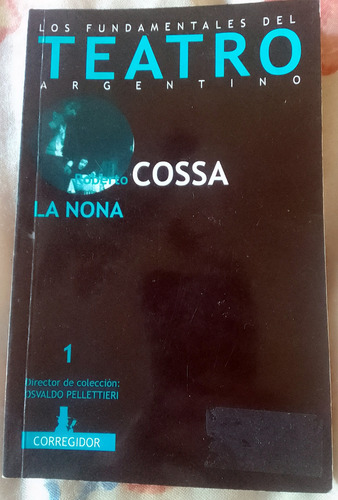 LOS FUNDAMENTALES DEL
TEATRO
ARGENTINO
Roberto COSSA
LA NONA
1
Director de colección:
OSVALDO PELLETTIERI
CORREGIDOR